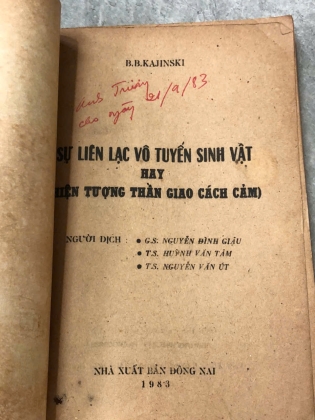 B.B.KAJINSKI
21/9/83
SỰ LIÊN LẠC VÔ TUYẾN SINH VẬT
HAY
HIỆN TƯỢNG THẦN GIAO CÁCH CẢM)
NGƯỜI DỊCH : • G.S. NGUYỄN ĐÌNH GIẬU
• T.S. HUỲNH VĂN TÁM
• T.S. NGUYỄN VĂN ÚT
NHÀ XUẤT BẢN ĐỒNG NAI
1983